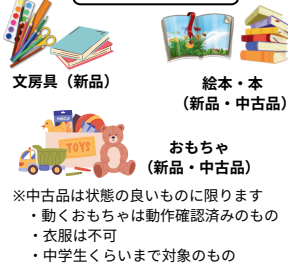 文房具（新品）
絵本・本
（新品・中古品）
TOYS
おもちゃ
（新品・中古品）
※中古品は状態の良いものに限ります
・動くおもちゃは動作確認済みのもの
・衣服は不可
・中学生くらいまで対象のもの